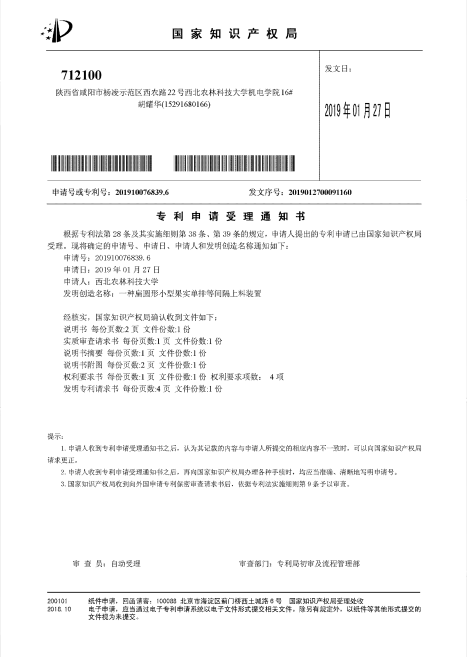 国家知识产权局
712100
发文日：
陕西省咸阳市杨凌示范区西农路22号西北农林科技大学机电学院16#
胡耀华(15291680166)
2019年01月27日
申请号或专利号：201910076839.6 发文序号：2019012700091160
专利申请受理通知书
根据专利法第28条及其实施细则第38条、第39条的规定，申请人提出的专利申请已由国家知识产权局
受理。现将确定的申请号、申请日、申请人和发明创造名称通知如下：
申请号：201910076839.6
申请日：2019年01月27日
申请人：西北农林科技大学
发明创造名称：一种扁圆形小型果实单排等间隔上料装置
经核实，国家知识产权局确认收到文件如下：
说明书 每份页数:2 页 文件份数:1 份
实质审查请求书 每份页数:1 页 文件份数:1 份
说明书摘要 每份页数:1 页 文件份数:1 份
说明书附图 每份页数:2 页 文件份数:1 份
权利要求书 每份页数:1 页 文件份数:1 份 权利要求项数： 4 项
发明专利请求书 每份页数:4 页 文件份数:1 份
提示：
1.申请人收到专利申请受理通知书之后，认为其记载的内容与申请人所提交的相应内容不一致时，可以向国家知识产权局
请求更正。
2.申请人收到专利申请受理通知书之后，再向国家知识产权局办理各种手续时，均应当准确、清晰地写明申请号。
3.国家知识产权局收到向外国申请专利保密审查请求书后，依据专利法实施细则第9条予以审查。
审 查 员：自动受理 审查部门：专利局初审及流程管理部
200101 纸件申请，回函请寄：100088 北京市海淀区蓟门桥西土城路6号 国家知识产权局受理处收
2018.10 电子申请，应当通过电子专利申请系统以电子文件形式提交相关文件。除另有规定外，以纸件等其他形式提交的
文件视为未提交。